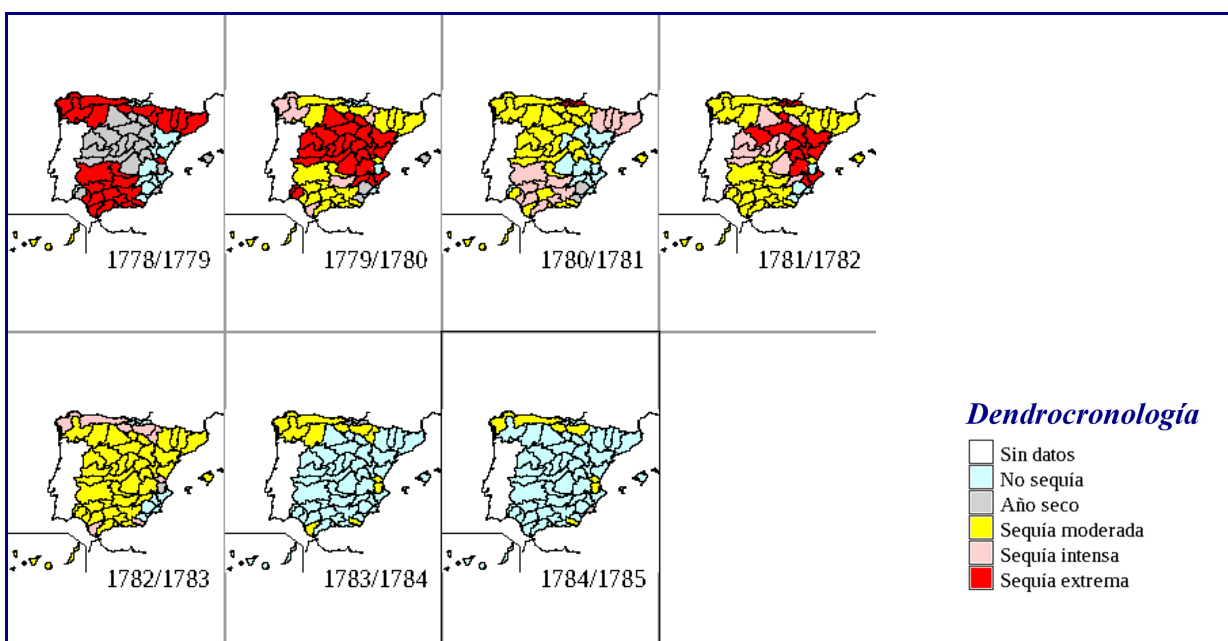 1778/1779
1779/1780
1780/1781
1781/1782
1782/1783
1783/1784
1784/1785
Dendrocronología
Sin datos
No sequía
Año seco
Sequía moderada
Sequía intensa
Sequía extrema